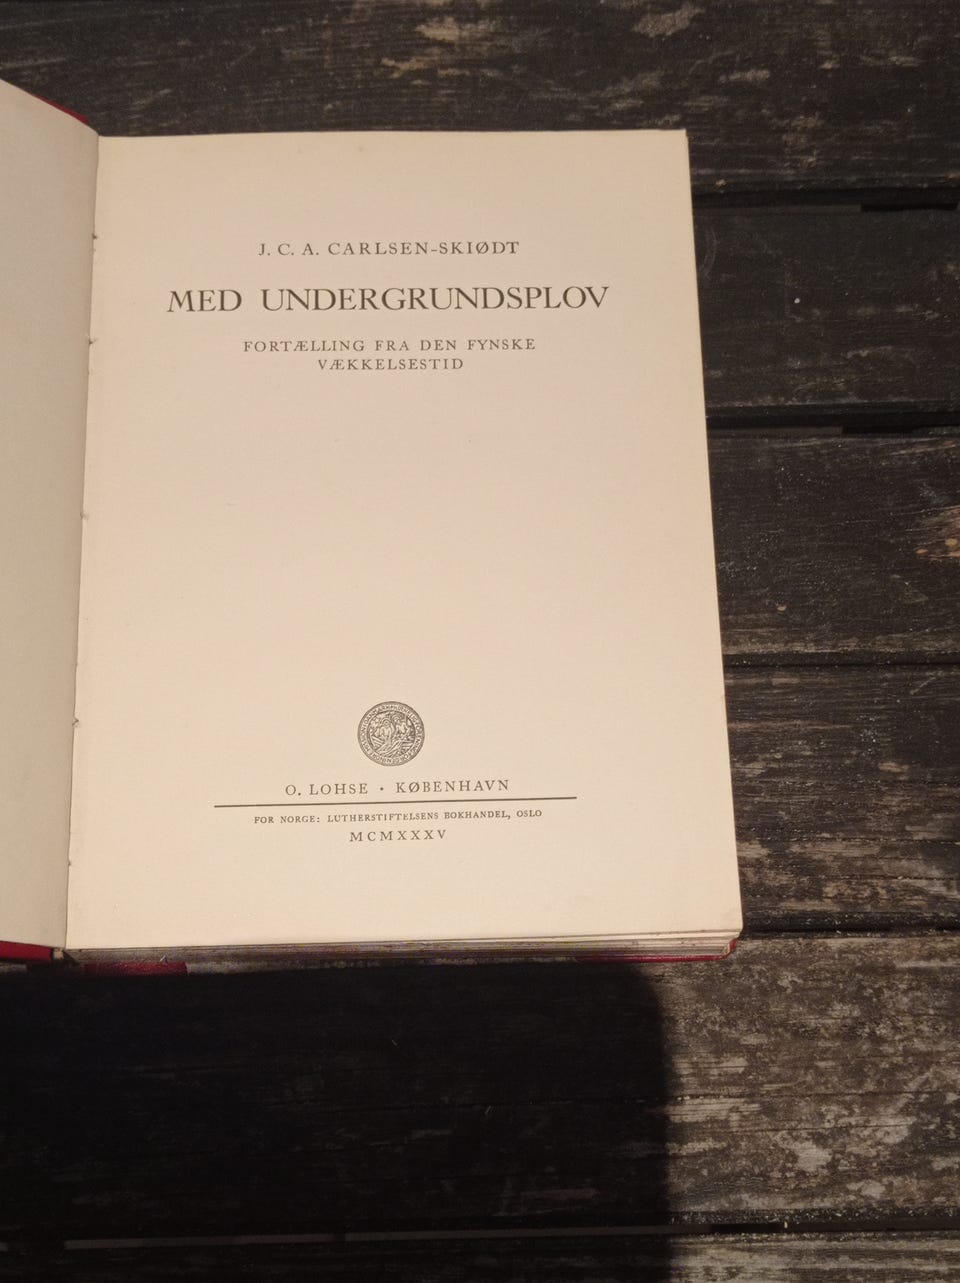 J. C. A. CARLSEN-SKIØDT
MED UNDERGRUNDSPLOV
FORTÆLLING FRA DEN FYNSKE
VÆKKELSESTID
O. LOHSE · KØBENHAVN
FOR NORGE: LUTHERSTIFTELSENS BOKHANDEL, OSLO
MCMXXXV